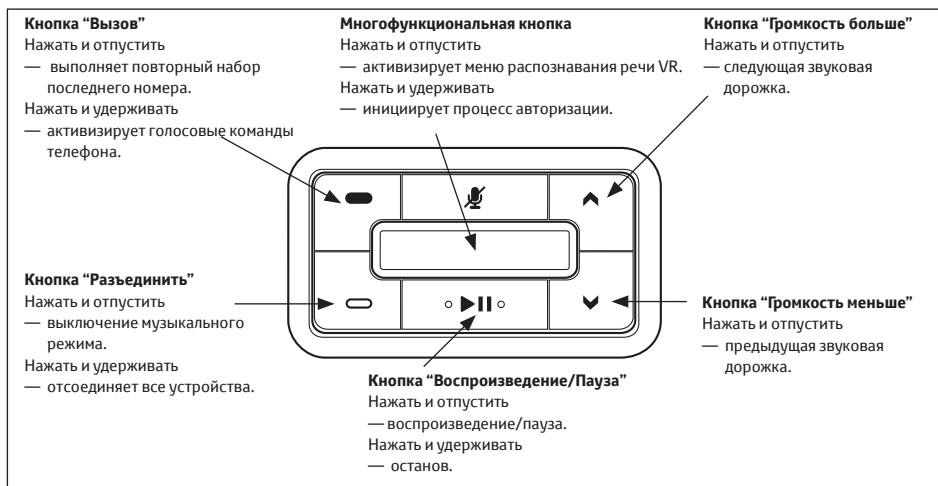 Кнопка “Вызов”
Нажать и отпустить
— выполняет повторный набор
последнего номера.
Нажать и удерживать
— активизирует голосовые команды
телефона.
Многофункциональная кнопка
Нажать и отпустить
— активизирует меню распознавания речи VR.
Нажать и удерживать
— инициирует процесс авторизации.
Кнопка “Громкость больше”
Нажать и отпустить
— следующая звуковая
дорожка.
Кнопка “Разъединить”
Нажать и отпустить
— выключение музыкального
режима.
Нажать и удерживать
— отсоединяет все устройства.
Кнопка “Воспроизведение/Пауза”
Нажать и отпустить
— воспроизведение/пауза.
Нажать и удерживать
— останов.
Кнопка “Громкость меньше”
Нажать и отпустить
— предыдущая звуковая
дорожка.